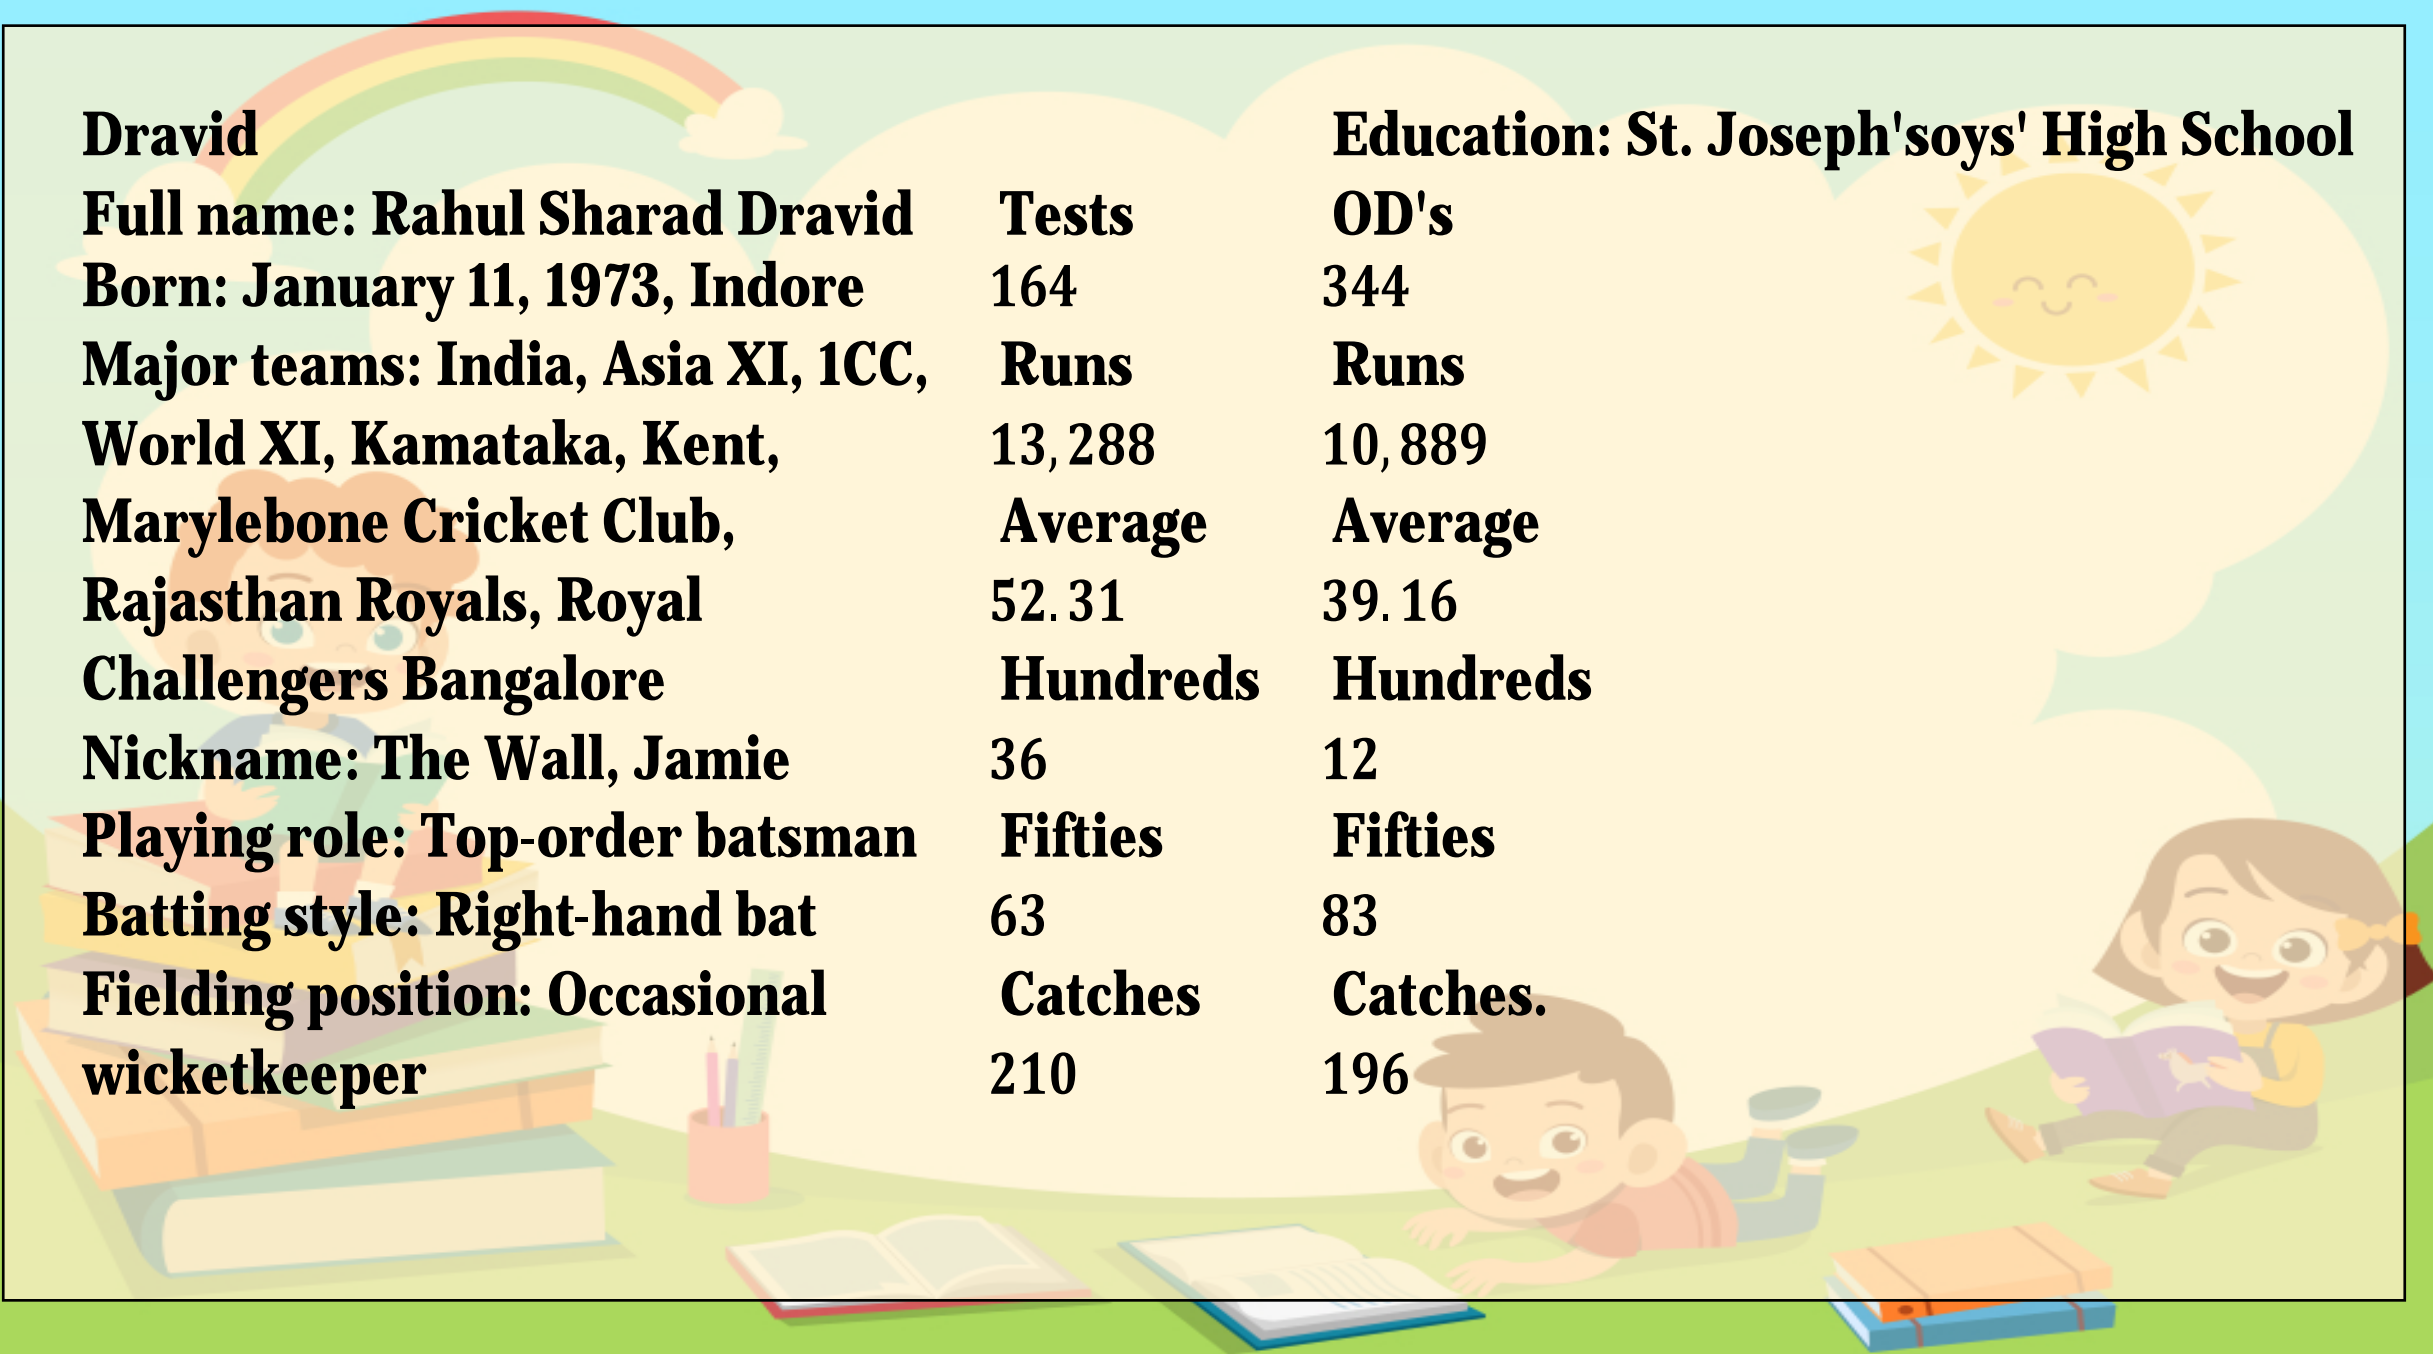 Dravid Education: St. Joseph'soys' High School
Full name: Rahul Sharad Dravid Tests OD's
Born: January 11, 1973, Indore 164 344
Major teams: India, Asia XI, 1CC, Runs Runs
World XI, Kamataka, Kent, 13,288 10,889
Marylebone Cricket Club, Average Average
Rajasthan Royals, Royal 52.31 39.16
Challengers Bangalore Hundreds Hundreds
Nickname: The Wall, Jamie 36 12
Playing role: Top-order batsman Fifties Fifties
Batting style: Right-hand bat 63 83
Fielding position: Occasional Catches Catches.
wicketkeeper 210 196